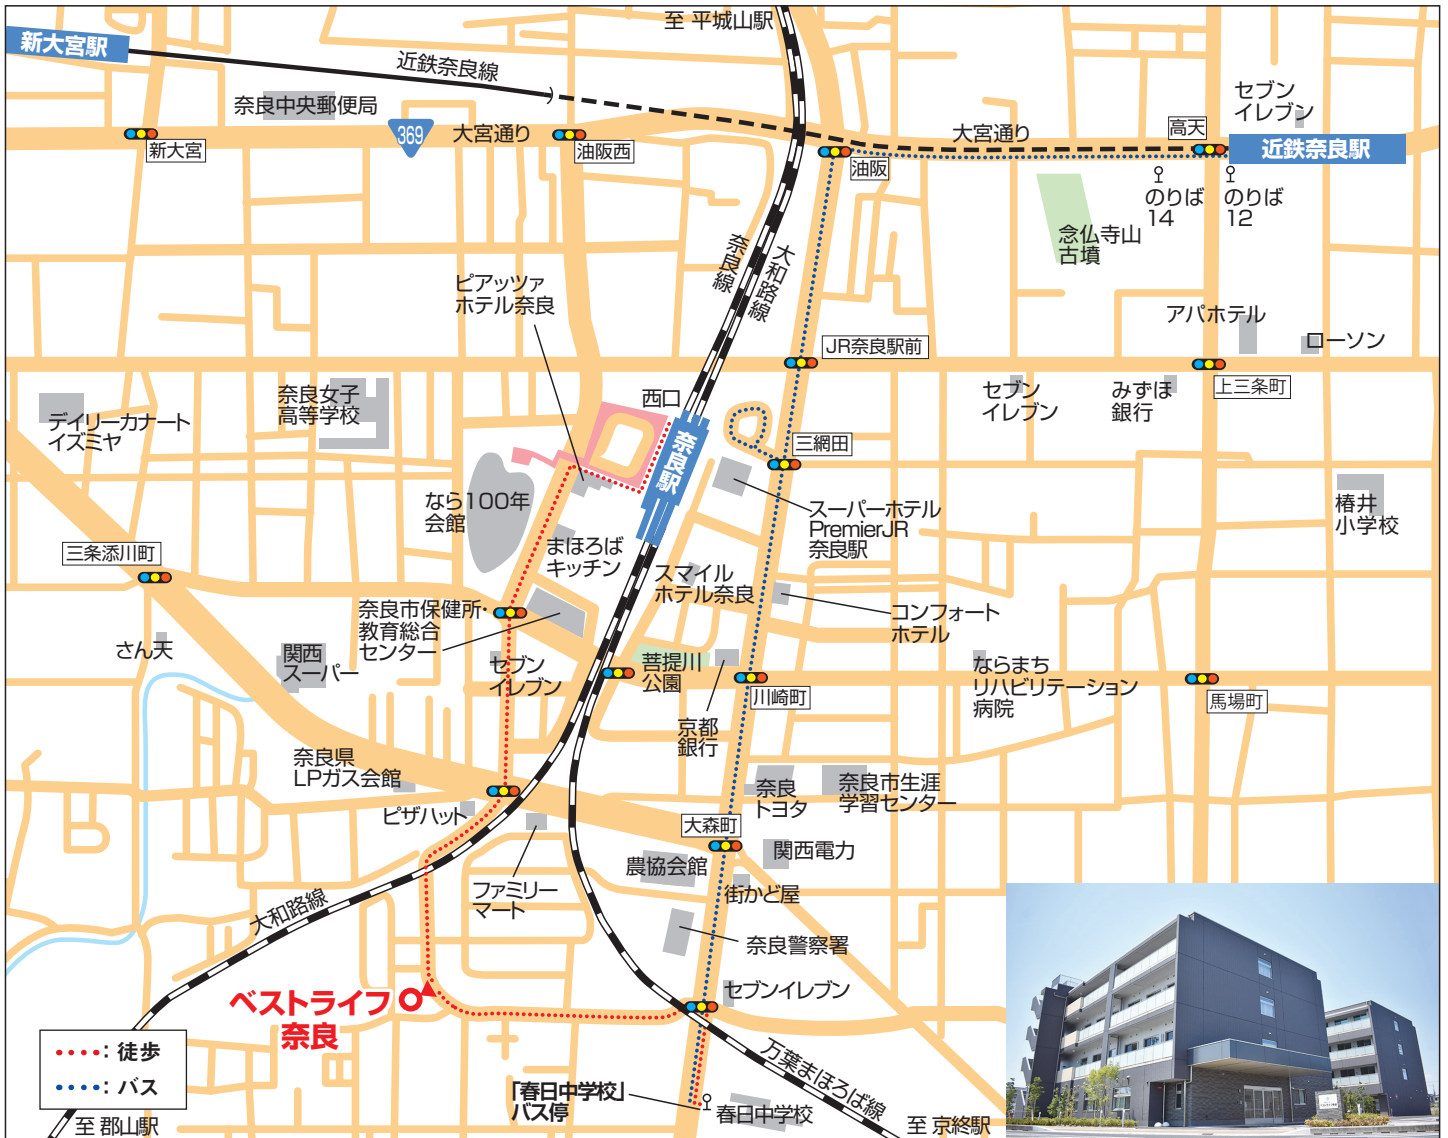 至 平城山駅
新大宮駅
近鉄奈良線
奈良中央郵便局
369
大宮通り
大宮通り
新大宮
油阪西
油阪
高天
セブン
イレブン
近鉄奈良駅
のりば
14
のりば
12
念仏寺山
古墳
奈良線
大和路線
ピアッツァ
ホテル奈良
JR奈良駅前
アパホテル
ローソン
上三条町
セブン
イレブン
みずほ
銀行
デイリーカナート
イズミヤ
奈良女子
高等学校
西口
奈良駅
三綱田
なら100年
会館
スーパーホテル
PremierJR
奈良駅
椿井
小学校
まほろば
キッチン
三条添川町
スマイル
ホテル奈良
コンフォート
ホテル
奈良市保健所・
教育総合
センター
さん天
関西
スーパー
セブン
イレブン
菩提川
公園
川崎町
ならまち
リハビリテーション
病院
馬場町
京都
銀行
奈良県
LPガス会館
ピザハット
奈良
トヨタ
奈良市生涯
学習センター
大森町
関西電力
農協会館
街かど屋
ファミリー
マート
大和路線
奈良警察署
セブンイレブン
ベストライフ
奈良
：徒歩
：バス
万葉まほろば線
「春日中学校」
バス停
春日中学校
至 郡山駅
至 京終駅